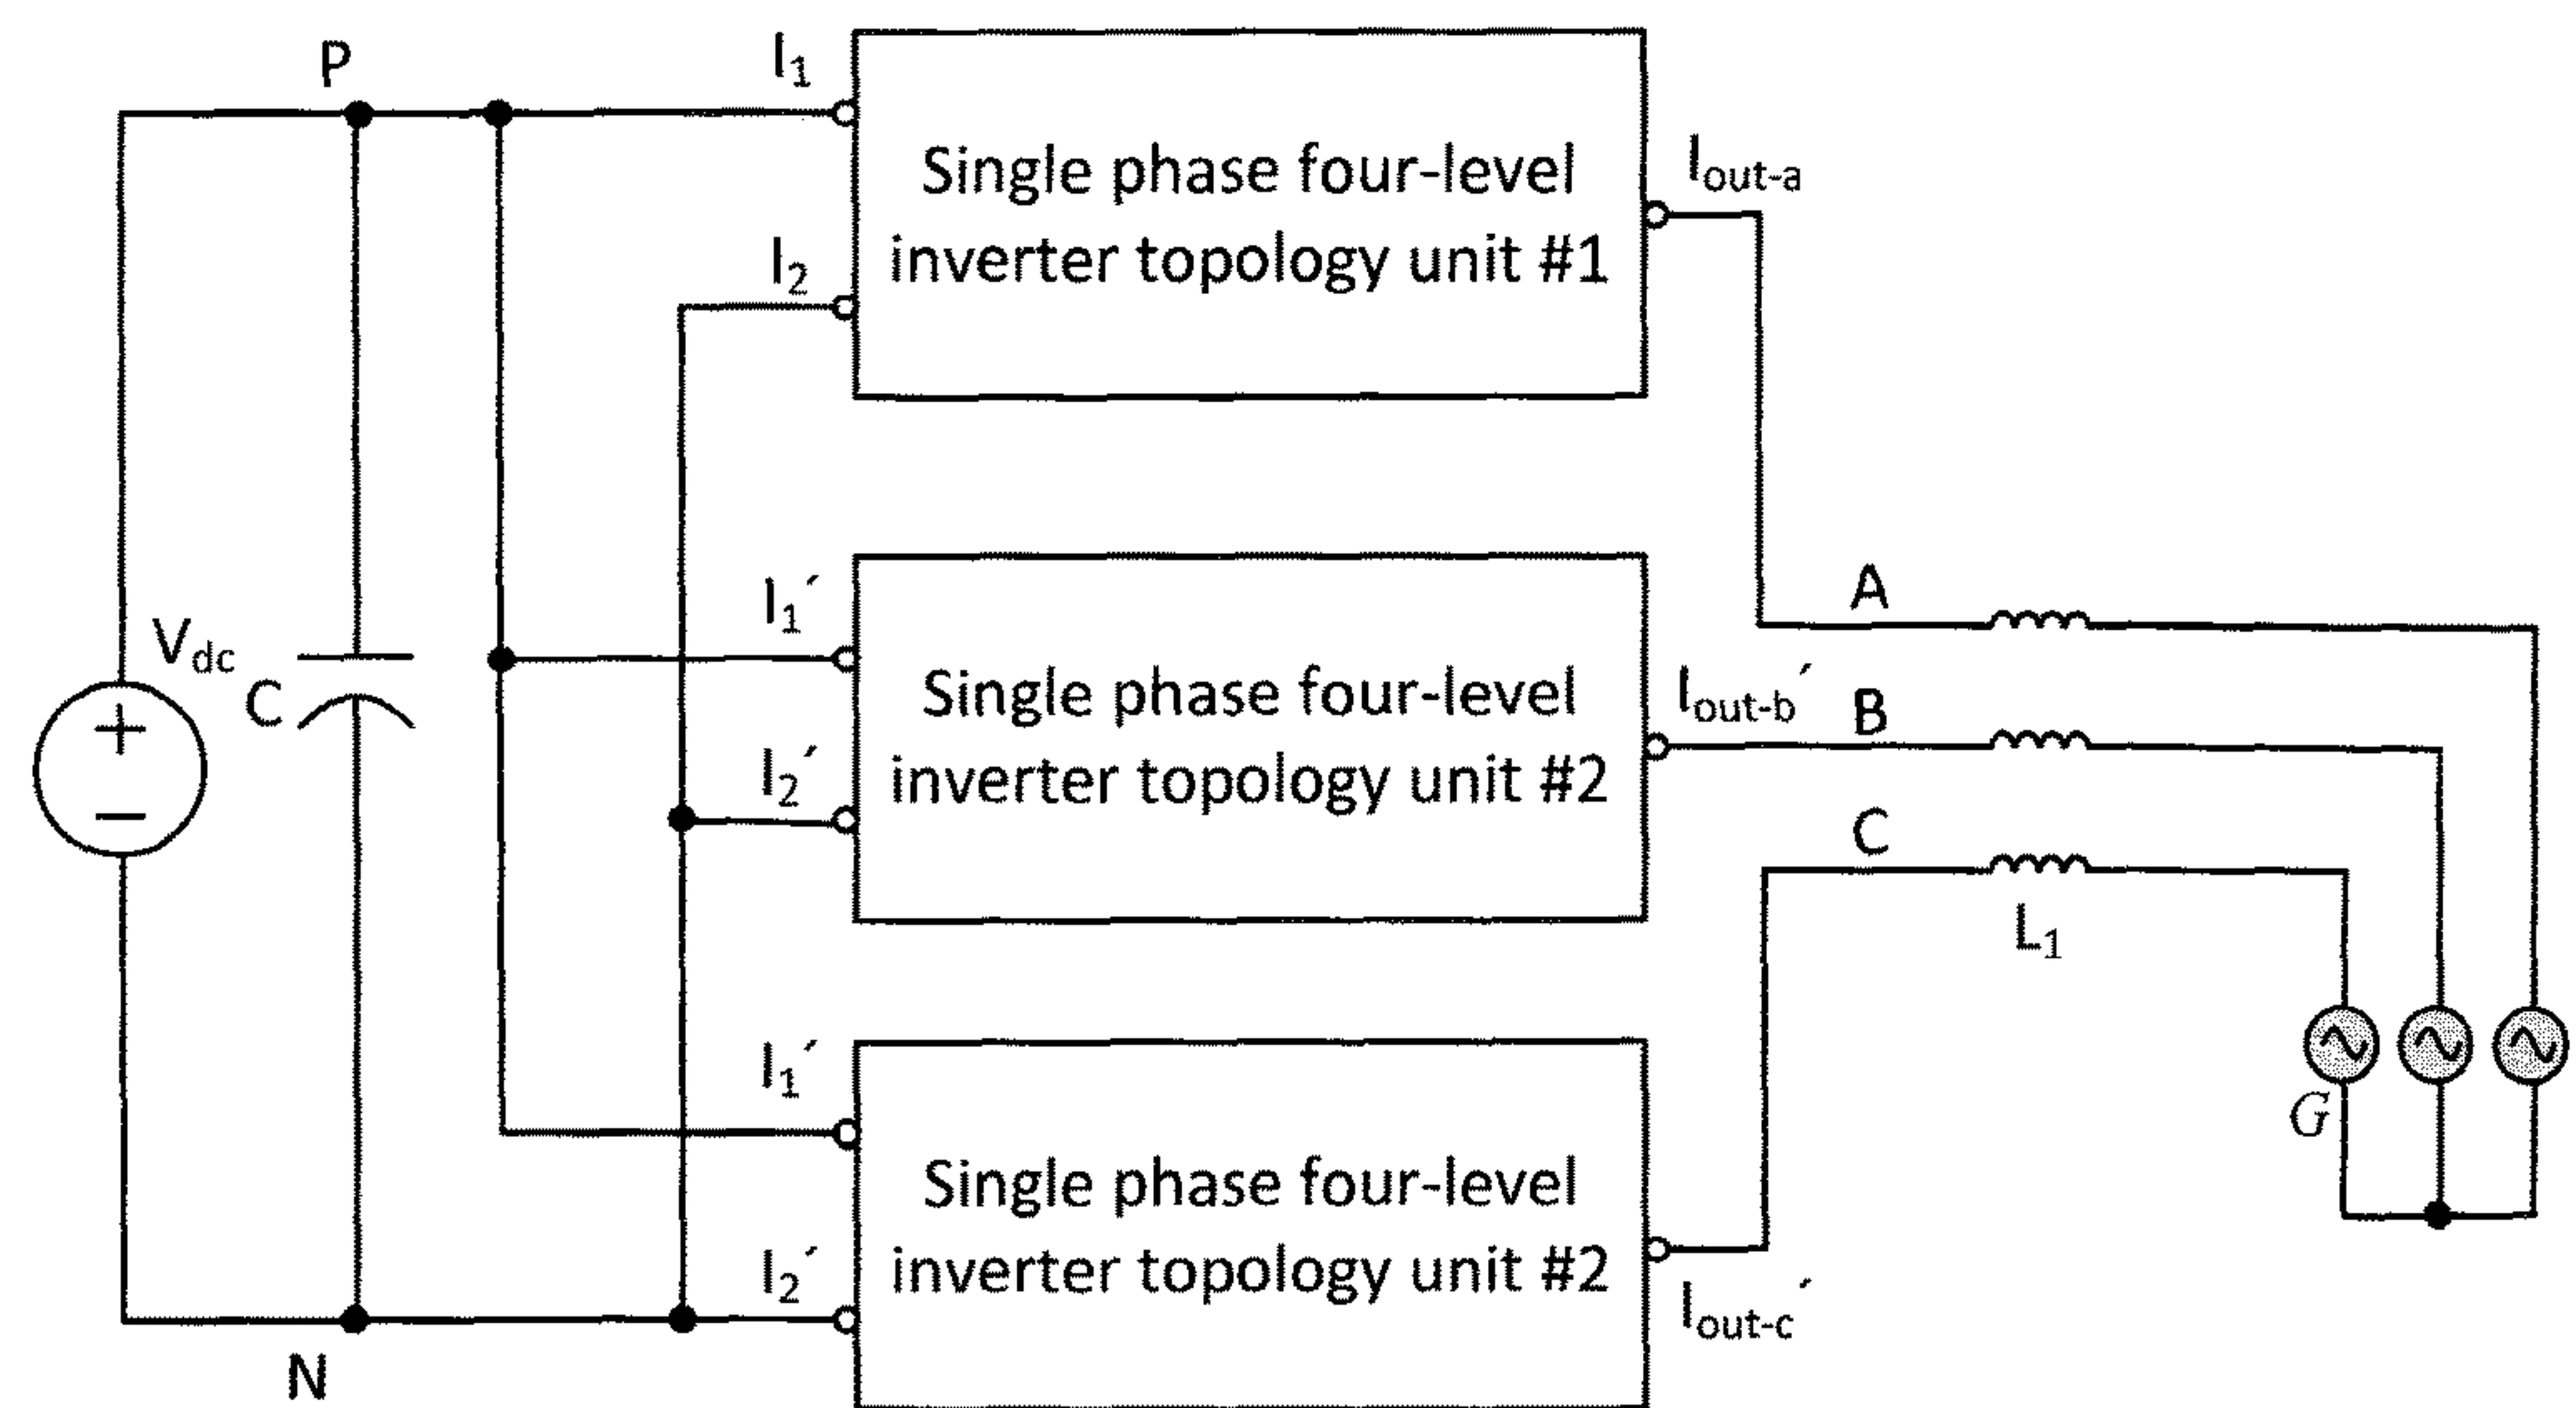 P
I₁
Single phase four-level
inverter topology unit #1
I₂
Iout-a
Vdc
C
+
−
I₁´
Single phase four-level
inverter topology unit #2
I₂´
Iout-b´
A
B
C
L₁
G
I₁´
Single phase four-level
inverter topology unit #2
I₂´
Iout-c´
N